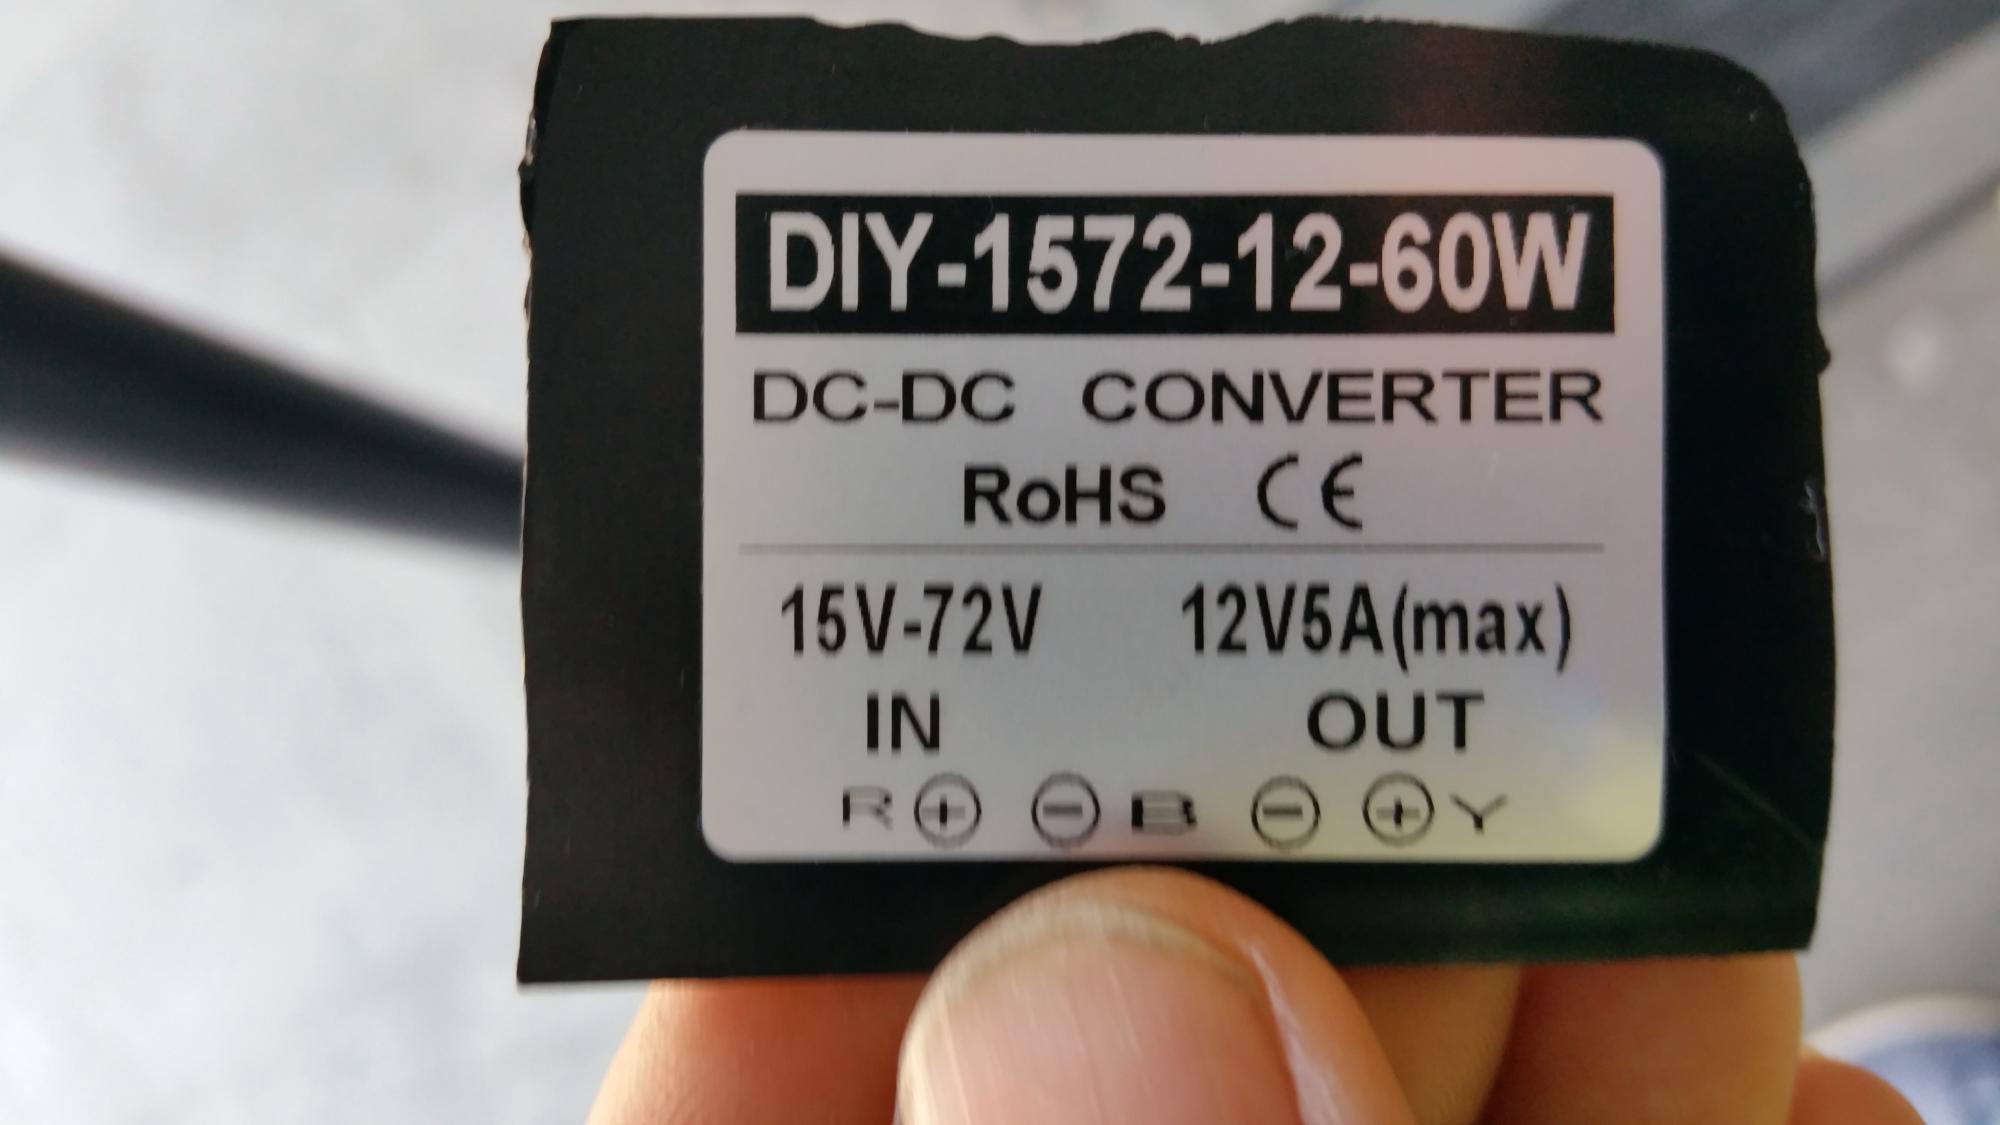 DIY-1572-12-60W
DC-DC CONVERTER
RoHS CE
15V-72V 12V5A(max)
IN OUT
R⊕ ⊖B ⊖ ⊕Y